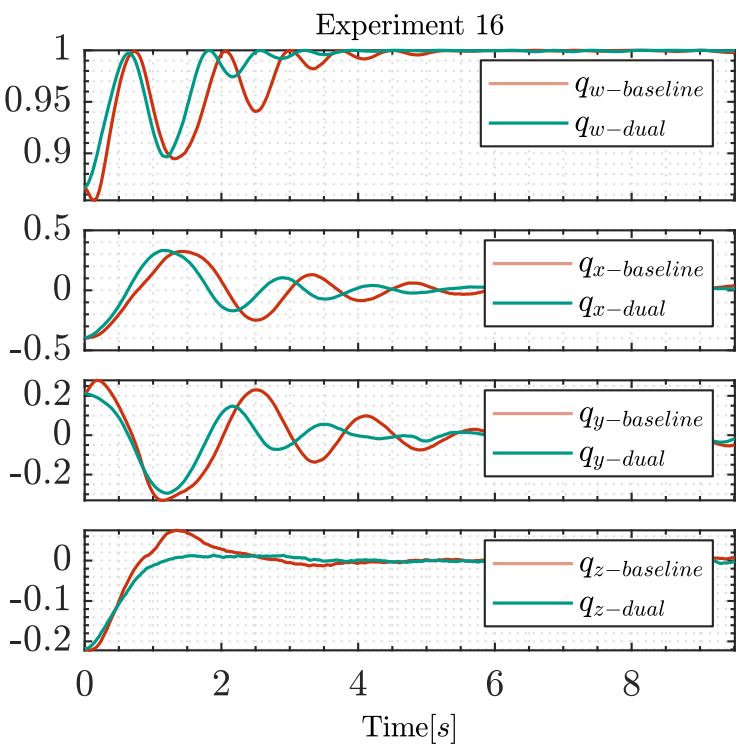 Experiment 16
1
0.95
0.9
q_{w-baseline}
q_{w-dual}
0.5
0
-0.5
q_{x-baseline}
q_{x-dual}
0.2
0
-0.2
q_{y-baseline}
q_{y-dual}
0
-0.1
-0.2
q_{z-baseline}
q_{z-dual}
0 2 4 6 8
Time[s]